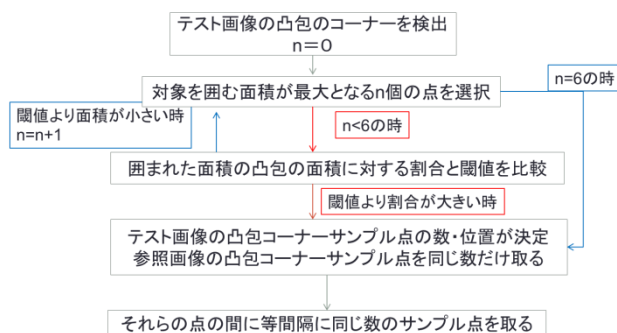 テスト画像の凸包のコーナーを検出
n=0
n=6の時
対象を囲む面積が最大となるn個の点を選択
閾値より面積が小さい時
n=n+1
n<6の時
囲まれた面積の凸包の面積に対する割合と閾値を比較
閾値より割合が大きい時
テスト画像の凸包コーナーサンプル点の数・位置が決定
参照画像の凸包コーナーサンプル点を同じ数だけ取る
それらの点の間に等間隔に同じ数のサンプル点を取る